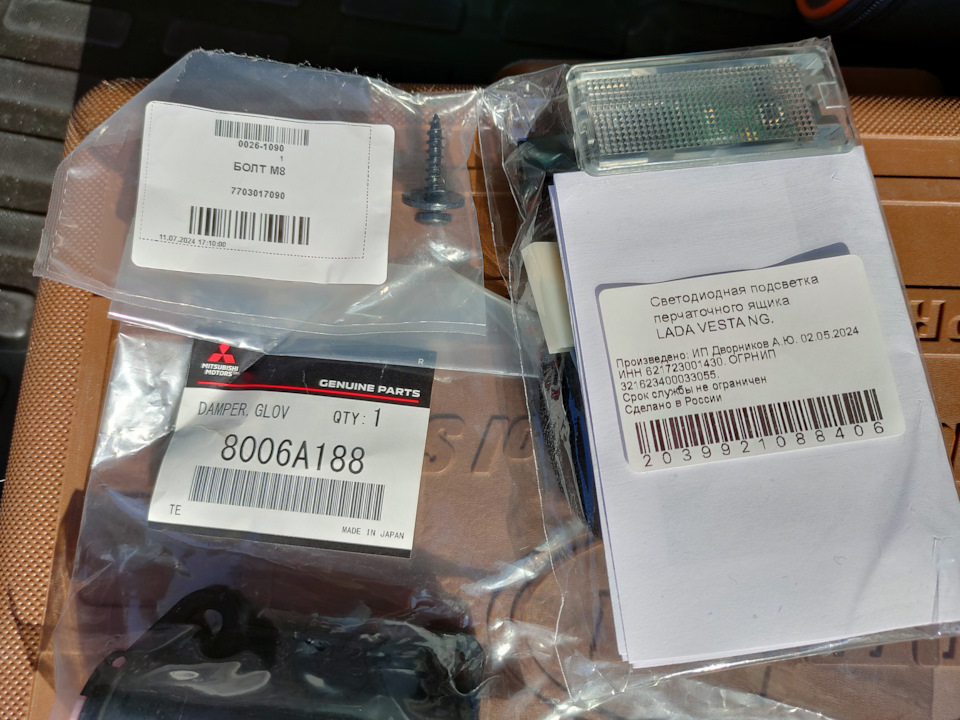 0026-1090
1
БОЛТ М8
7703017090
11.07.2024 17:10:00
MITSUBISHI
MOTORS
R
GENUINE PARTS
DAMPER, GLOV
QTY: 1
8006A188
TE
MADE IN JAPAN
Светодиодная подсветка
перчаточного ящика
LADA VESTA NG.
Произведено: ИП Дворников А.Ю. 02.05.2024
ИНН 621723001430. ОГРНИП
321623400033055.
Срок службы не ограничен
Сделано в России
2039921088406